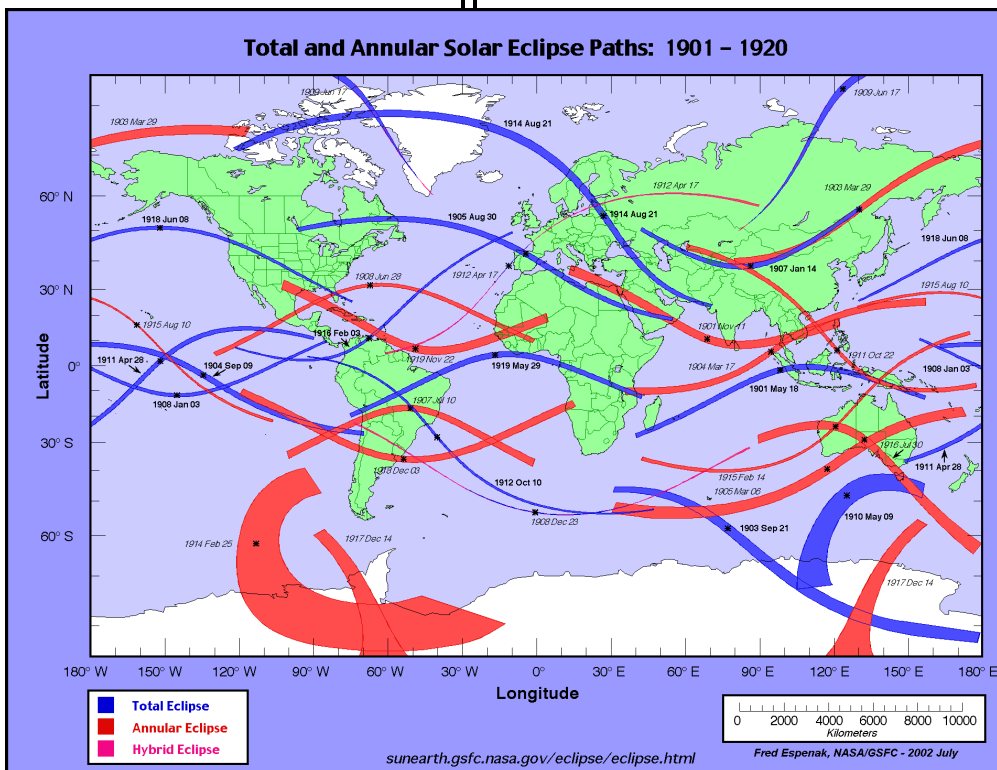 Total and Annular Solar Eclipse Paths: 1901 – 1920
1909 Jun 17
1909 Jun 17
1903 Mar 29
1914 Aug 21
1903 Mar 29
1912 Apr 17
60° N
1918 Jun 08
1905 Aug 30
1914 Aug 21
1918 Jun 08
1912 Apr 17
1908 Jun 28
1907 Jan 14
30° N
1915 Aug 10
1915 Aug 10
1916 Feb 03
1901 Nov 11
1911 Apr 28
1904 Sep 09
1919 Nov 22
1919 May 29
1904 Mar 17
1911 Oct 22
Latitude
0°
1908 Jan 03
1901 May 18
1908 Jan 03
1907 Jul 10
30° S
1916 Jul 30
1913 Dec 03
1912 Oct 10
1915 Feb 14
1911 Apr 28
1905 Mar 06
1908 Dec 23
1903 Sep 21
1910 May 09
60° S
1914 Feb 25
1917 Dec 14
1917 Dec 14
180° W 150° W 120° W 90° W 60° W 30° W 0° 30° E 60° E 90° E 120° E 150° E 180° E
Longitude
Total Eclipse
Annular Eclipse
Hybrid Eclipse
0 2000 4000 6000 8000 10000
Kilometers
sunearth.gsfc.nasa.gov/eclipse/eclipse.html
Fred Espenak, NASA/GSFC - 2002 July